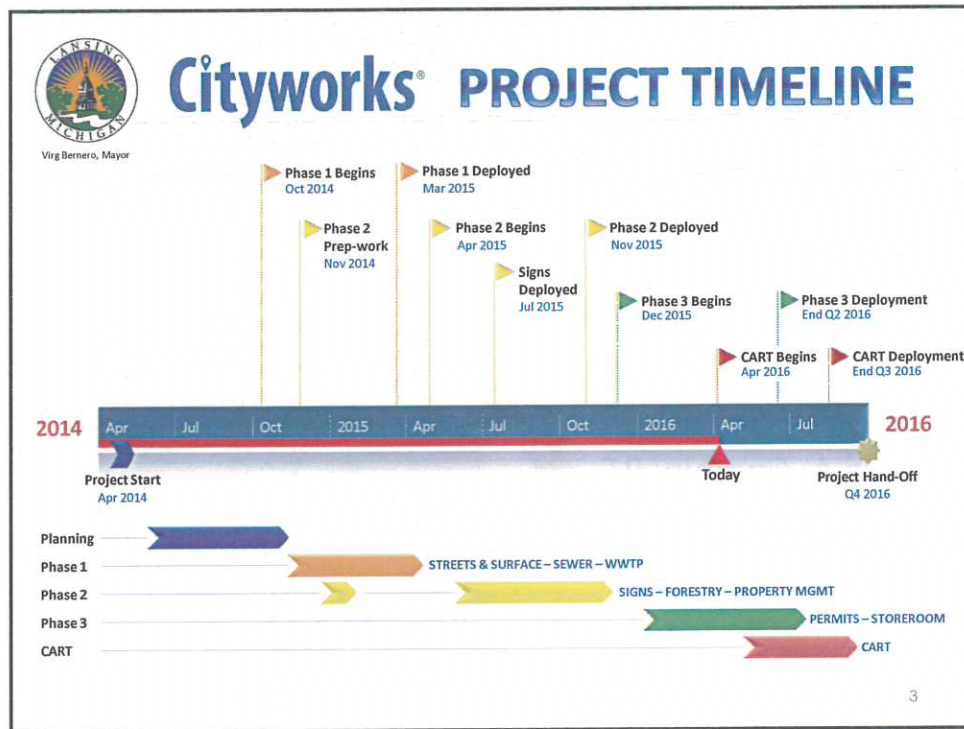 LANSING
MICHIGAN
Virg Bernero, Mayor
Cityworks® PROJECT TIMELINE
Phase 1 Begins
Oct 2014
Phase 1 Deployed
Mar 2015
Phase 2
Prep-work
Nov 2014
Phase 2 Begins
Apr 2015
Phase 2 Deployed
Nov 2015
Signs
Deployed
Jul 2015
Phase 3 Begins
Dec 2015
Phase 3 Deployment
End Q2 2016
CART Begins
Apr 2016
CART Deployment
End Q3 2016
2014 Apr Jul Oct 2015 Apr Jul Oct 2016 Apr Jul 2016
Project Start
Apr 2014
Today
Project Hand-Off
Q4 2016
Planning
Phase 1 STREETS & SURFACE – SEWER – WWTP
Phase 2 SIGNS – FORESTRY – PROPERTY MGMT
Phase 3 PERMITS – STOREROOM
CART CART
3